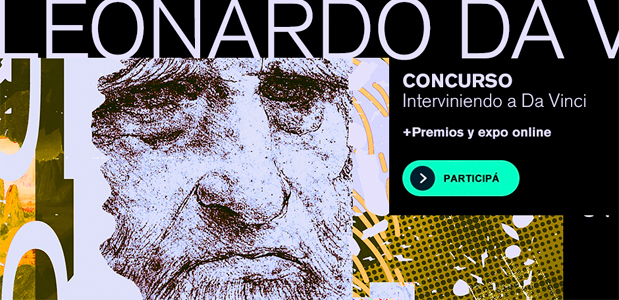 LEONARDO DA V
CONCURSO
Interviniendo a Da Vinci
+Premios y expo online
PARTICIPÁ